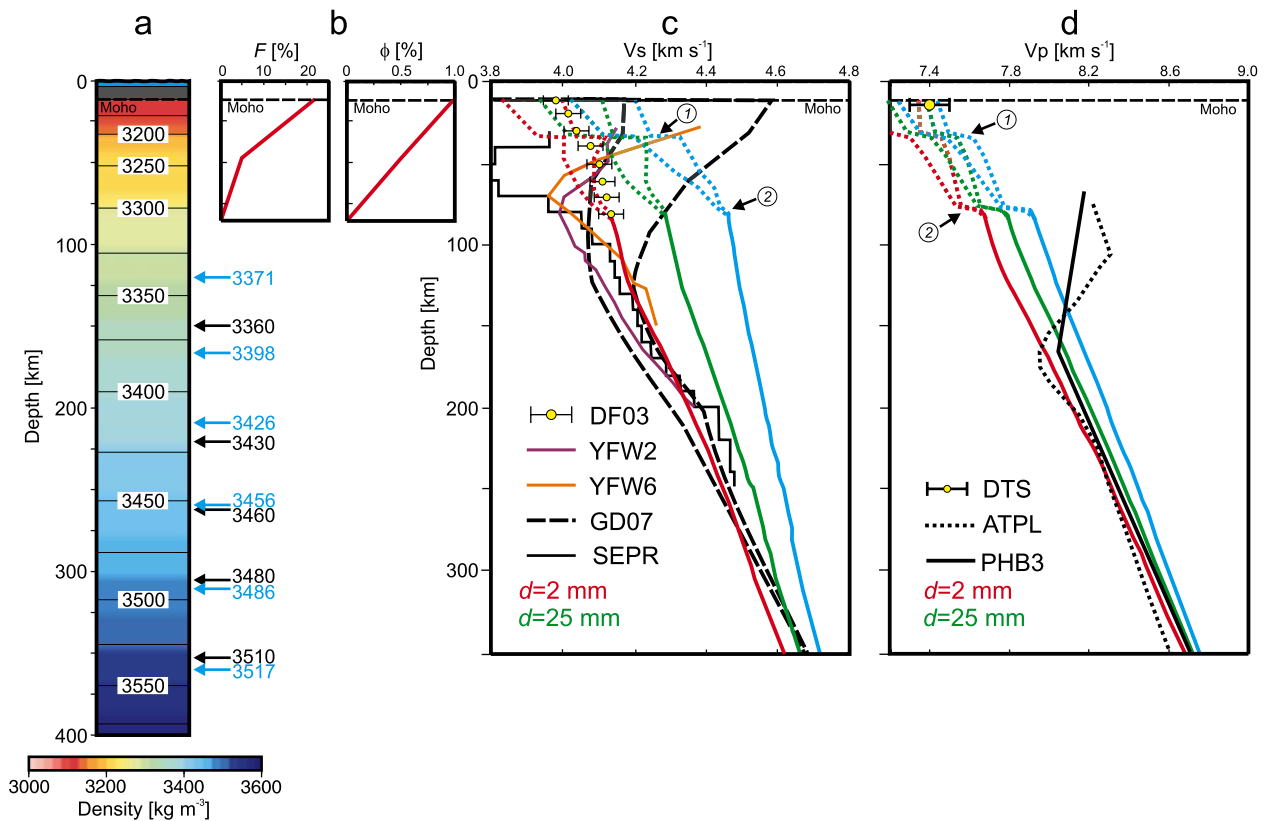 a
b
c
d
F [%]
ϕ [%]
Vs [km s-1]
Vp [km s-1]
0 10 20
0 0.5 1.0
3.8 4.0 4.2 4.4 4.6 4.8
7.4 7.8 8.2 8.6 9.0
0
100
200
300
400
Depth [km]
Moho
3200
3250
3300
3350
3400
3450
3500
3550
3371
3360
3398
3426
3430
3456
3460
3480
3486
3510
3517
3000 3200 3400 3600
Density [kg m-3]
Moho
Moho
0
100
200
300
Depth [km]
Moho
1
2
DF03
YFW2
YFW6
GD07
SEPR
d=2 mm
d=25 mm
Moho
1
2
DTS
ATPL
PHB3
d=2 mm
d=25 mm